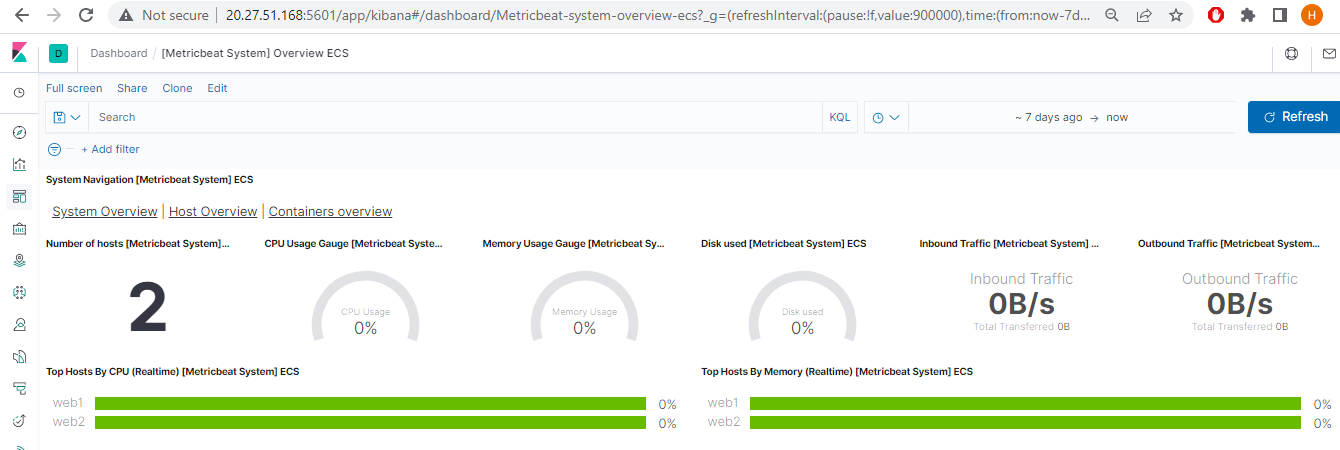 Not secure 20.27.51.168:5601/app/kibana#/dashboard/Metricbeat-system-overview-ecs?_g=(refreshInterval:(pause:!f,value:900000),time:(from:now-7d...
H
D Dashboard / [Metricbeat System] Overview ECS
Full screen Share Clone Edit
Search KQL ~ 7 days ago → now Refresh
+ Add filter
System Navigation [Metricbeat System] ECS
System Overview | Host Overview | Containers overview
Number of hosts [Metricbeat System]... CPU Usage Gauge [Metricbeat Syste... Memory Usage Gauge [Metricbeat Sy... Disk used [Metricbeat System] ECS Inbound Traffic [Metricbeat System] ... Outbound Traffic [Metricbeat System...
2
CPU Usage
0%
Memory Usage
0%
Disk used
0%
Inbound Traffic
0B/s
Total Transferred 0B
Outbound Traffic
0B/s
Total Transferred 0B
Top Hosts By CPU (Realtime) [Metricbeat System] ECS
web1 0%
web2 0%
Top Hosts By Memory (Realtime) [Metricbeat System] ECS
web1 0%
web2 0%